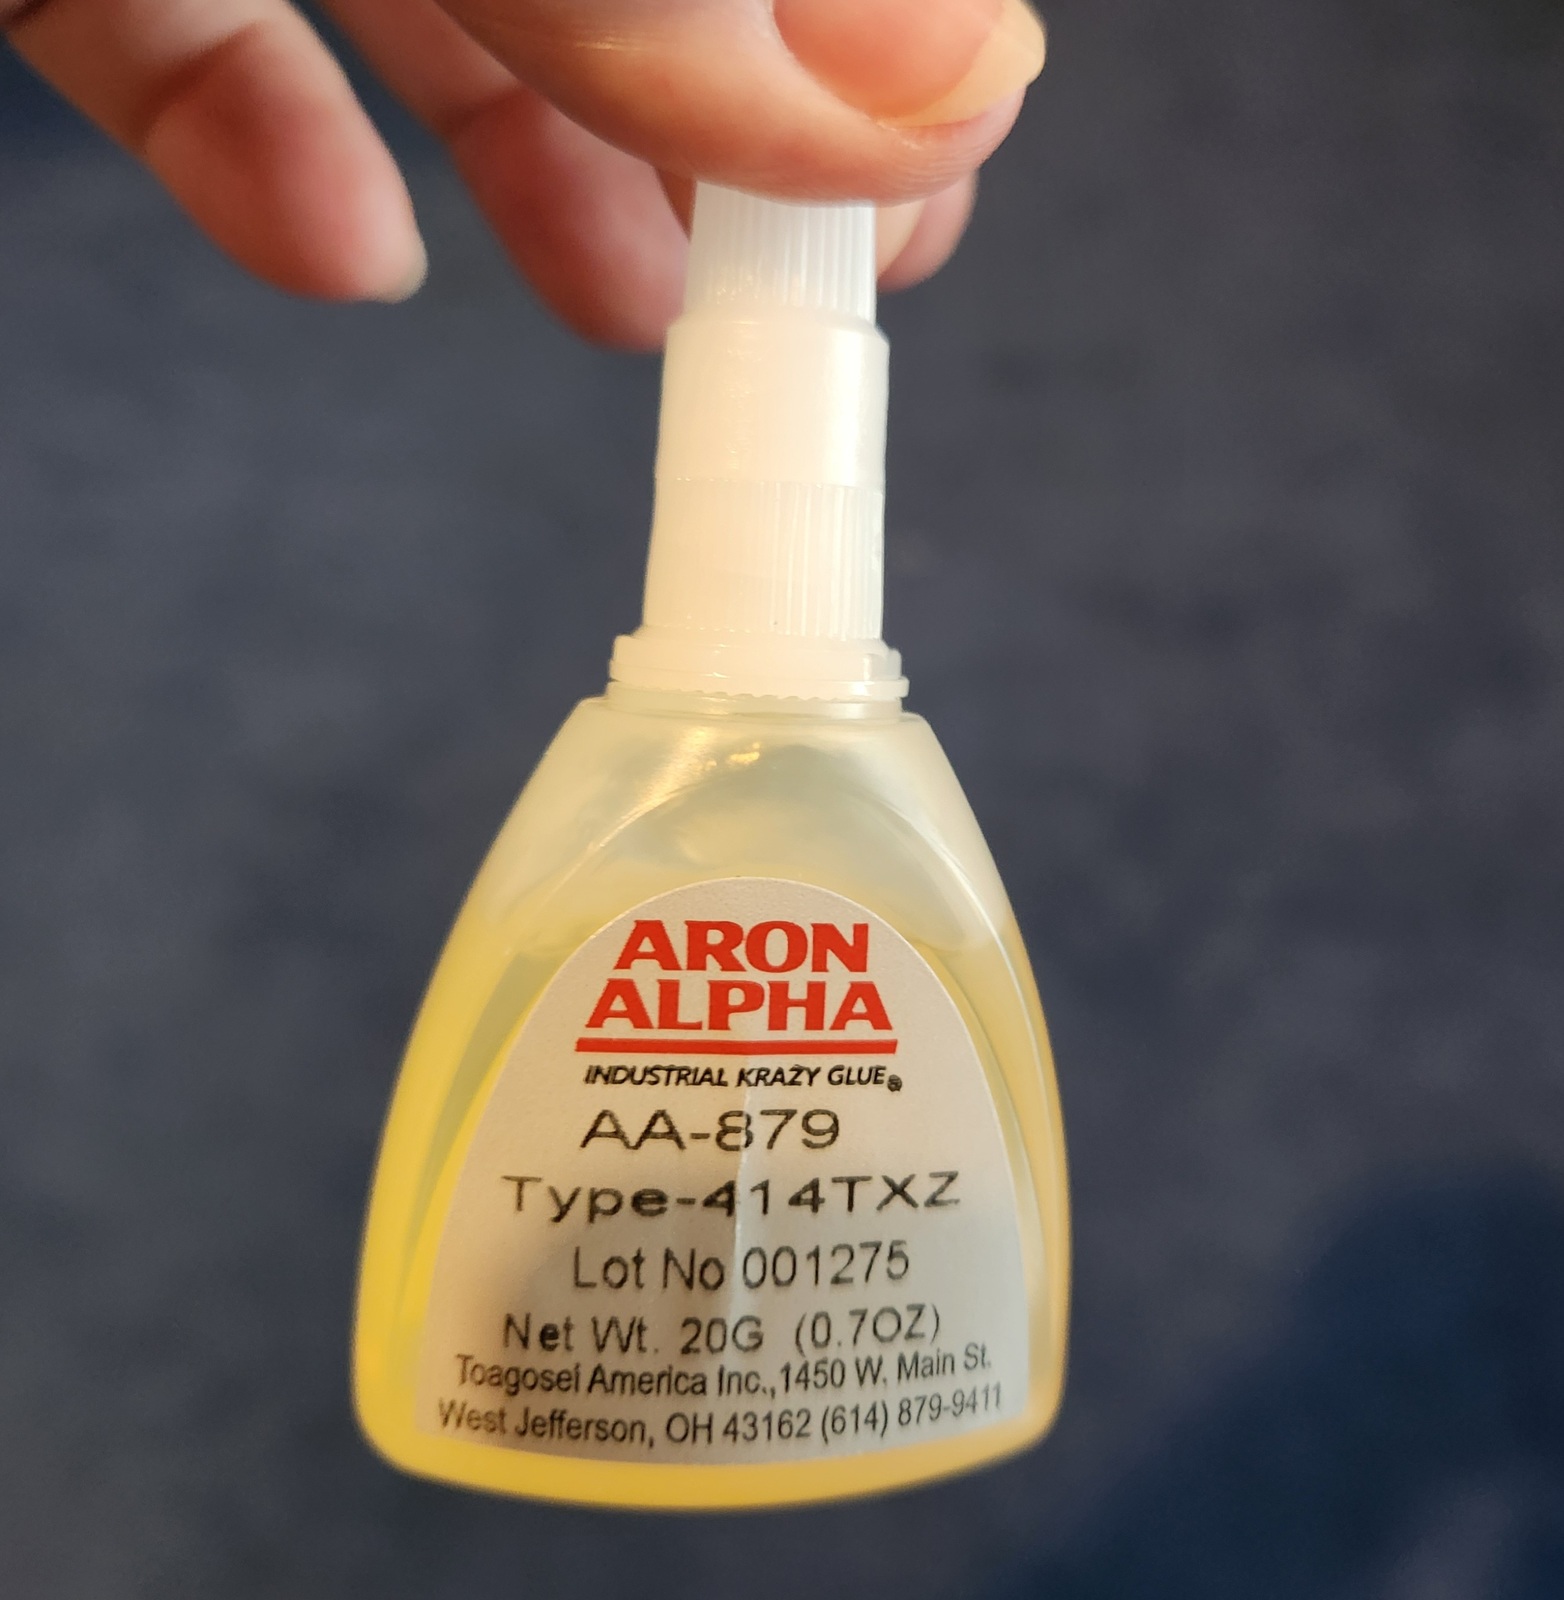 ARON
ALPHA
INDUSTRIAL KRAZY GLUE®
AA-879
Type-414TXZ
Lot No 001275
Net Wt. 20G (0.7OZ)
Toagosei America Inc.,1450 W. Main St.
West Jefferson, OH 43162 (614) 879-9411